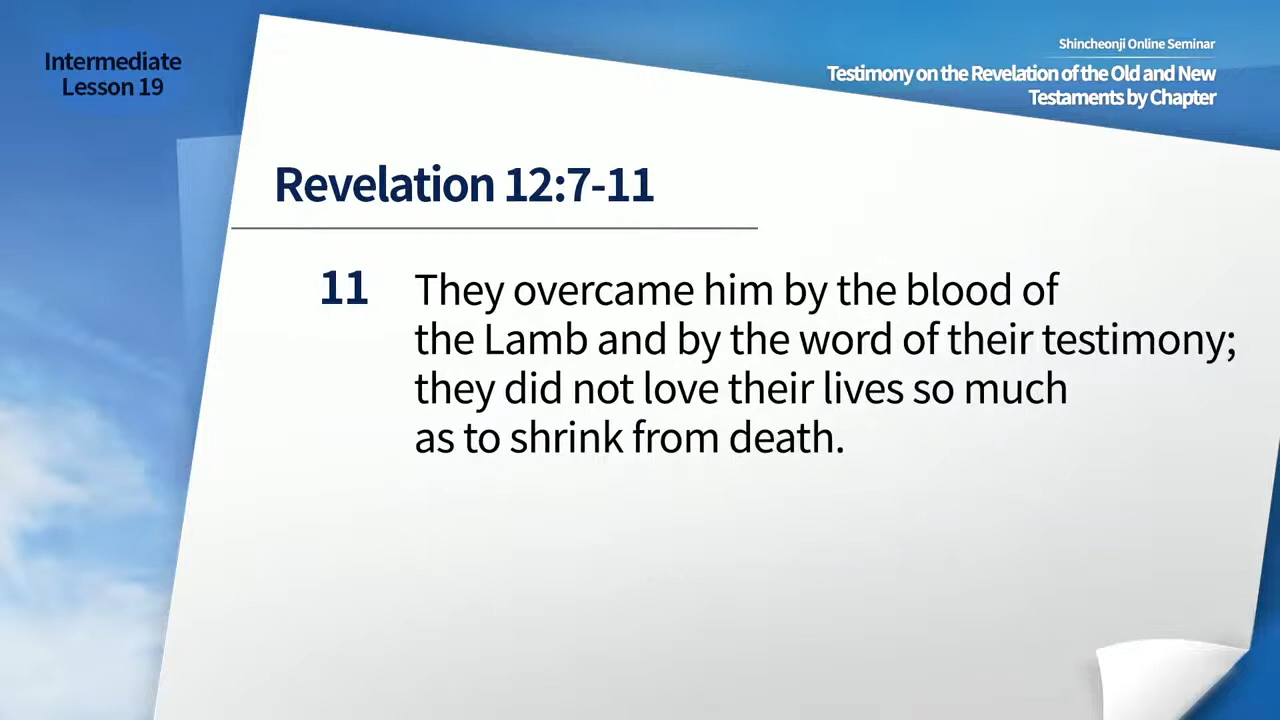 Intermediate
Lesson 19
Shincheonji Online Seminar
Testimony on the Revelation of the Old and New
Testaments by Chapter
Revelation 12:7-11
11 They overcame him by the blood of
the Lamb and by the word of their testimony;
they did not love their lives so much
as to shrink from death.